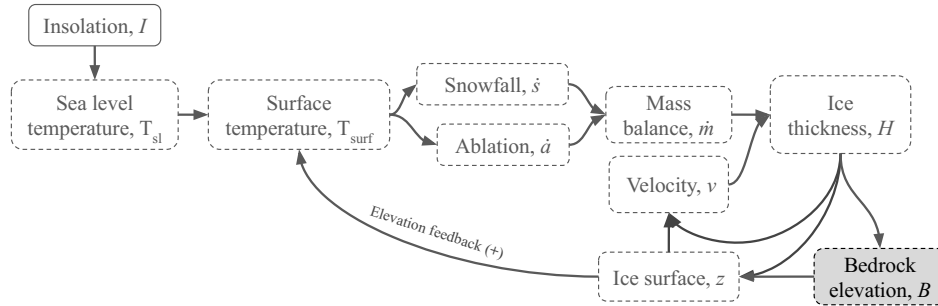 Insolation, I
Sea level
temperature, T_sl
Surface
temperature, T_surf
Snowfall, ṡ
Ablation, ȧ
Mass
balance, ṁ
Ice
thickness, H
Velocity, v
Elevation feedback (+)
Ice surface, z
Bedrock
elevation, B